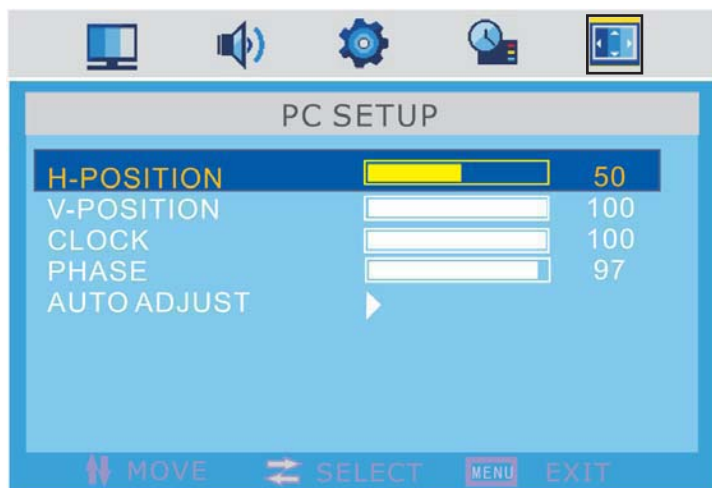 PC SETUP
H-POSITION 50
V-POSITION 100
CLOCK 100
PHASE 97
AUTO ADJUST
MOVE SELECT MENU EXIT